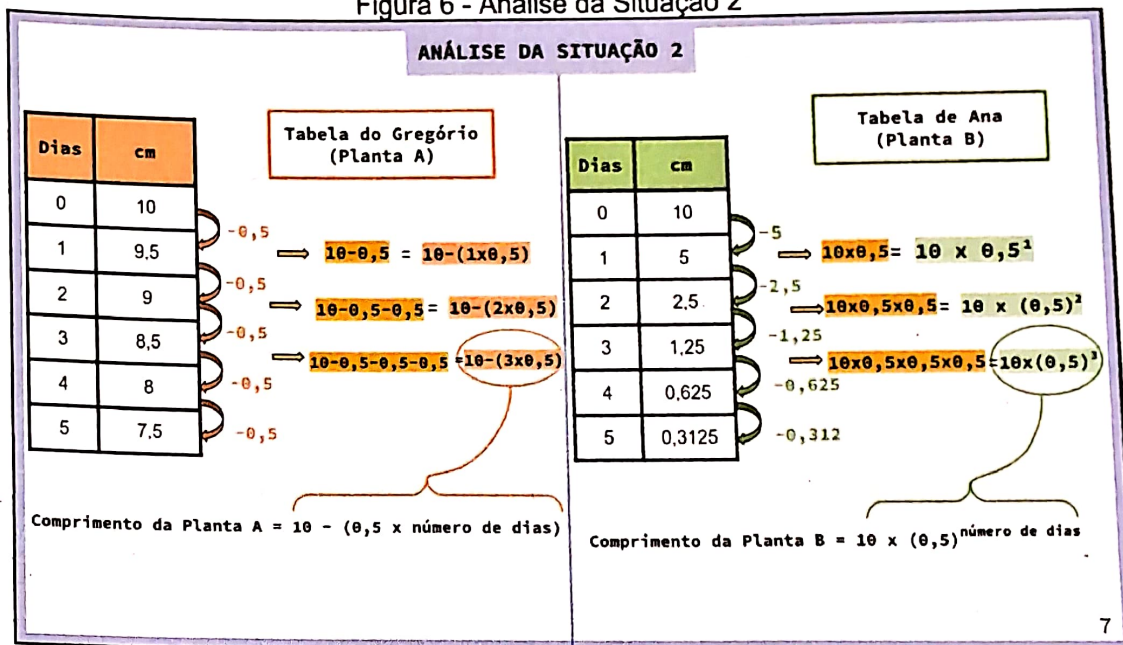 Figura 6 - Análise da Situação 2
ANÁLISE DA SITUAÇÃO 2
Tabela do Gregório
(Planta A)
Dias cm
0 10
1 9,5
2 9
3 8,5
4 8
5 7,5
-0,5
-0,5
-0,5
-0,5
-0,5
10-0,5 = 10-(1x0,5)
10-0,5-0,5= 10-(2x0,5)
10-0,5-0,5-0,5 =10-(3x0,5)
Comprimento da Planta A = 10 - (0,5 x número de dias)
Tabela de Ana
(Planta B)
Dias cm
0 10
1 5
2 2,5
3 1,25
4 0,625
5 0,3125
-5
-2,5
-1,25
-0,625
-0,312
10x0,5= 10 x 0,5¹
10x0,5x0,5= 10 x (0,5)²
10x0,5x0,5x0,5=10x(0,5)³
Comprimento da Planta B = 10 x (0,5)número de dias
7